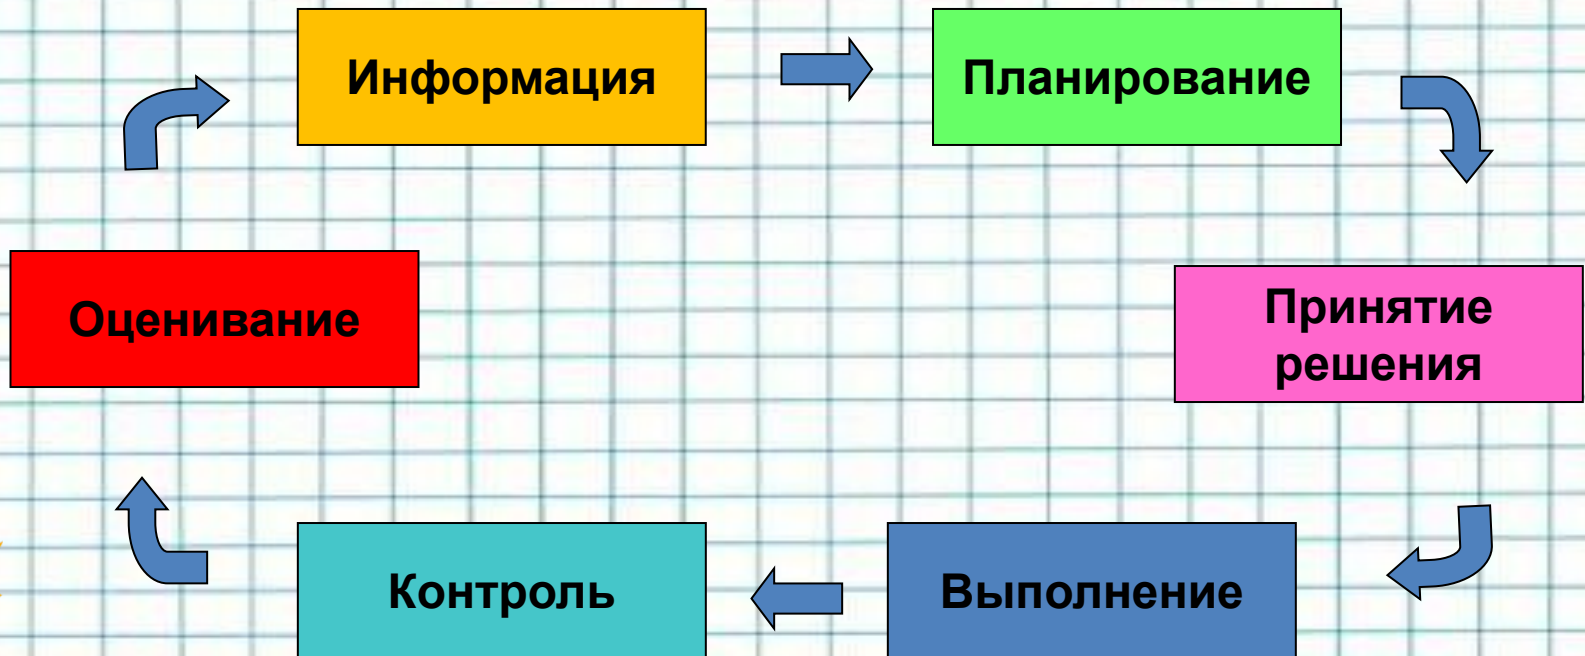 Информация
Планирование
Оценивание
Принятие
решения
Контроль
Выполнение